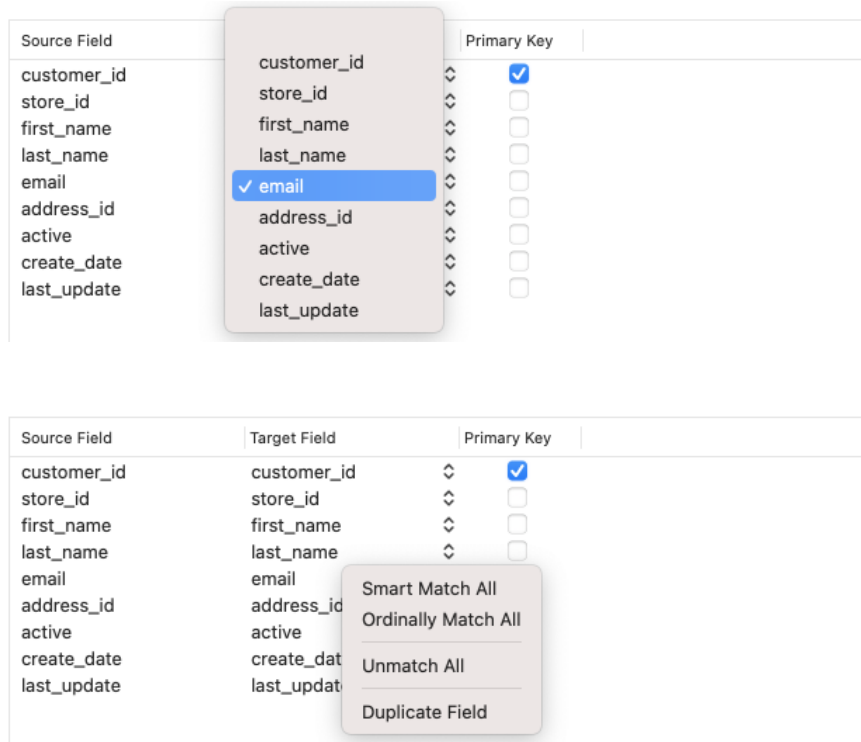 Source Field Primary Key
customer_id
store_id
first_name
last_name
email
address_id
active
create_date
last_update
customer_id
store_id
first_name
last_name
✓ email
address_id
active
create_date
last_update
Source Field Target Field Primary Key
customer_id customer_id
store_id store_id
first_name first_name
last_name last_name
email email
address_id address_id
active active
create_date create_dat
last_update last_updat
Smart Match All
Ordinally Match All
Unmatch All
Duplicate Field